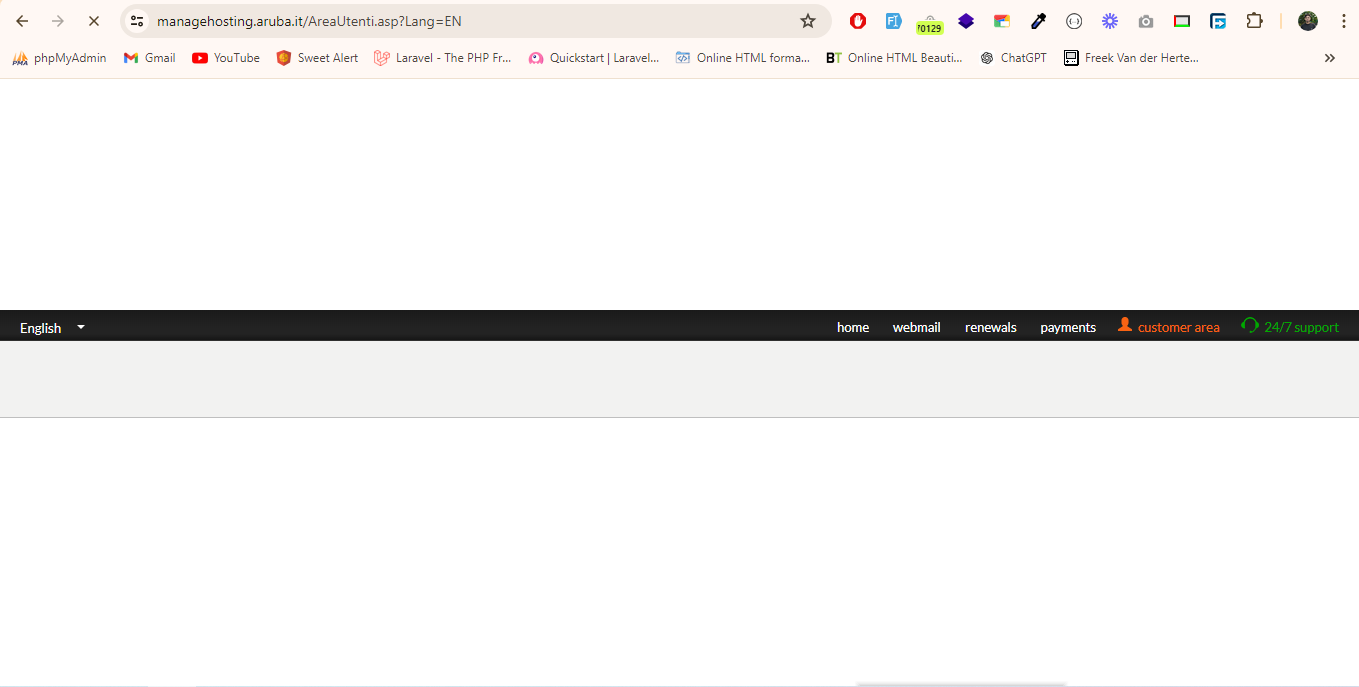 managehosting.aruba.it/AreaUtenti.asp?Lang=EN
phpMyAdmin Gmail YouTube Sweet Alert Laravel - The PHP Fr... Quickstart | Laravel... Online HTML forma... BT Online HTML Beauti... ChatGPT Freek Van der Herte...
English home webmail renewals payments customer area 24/7 support